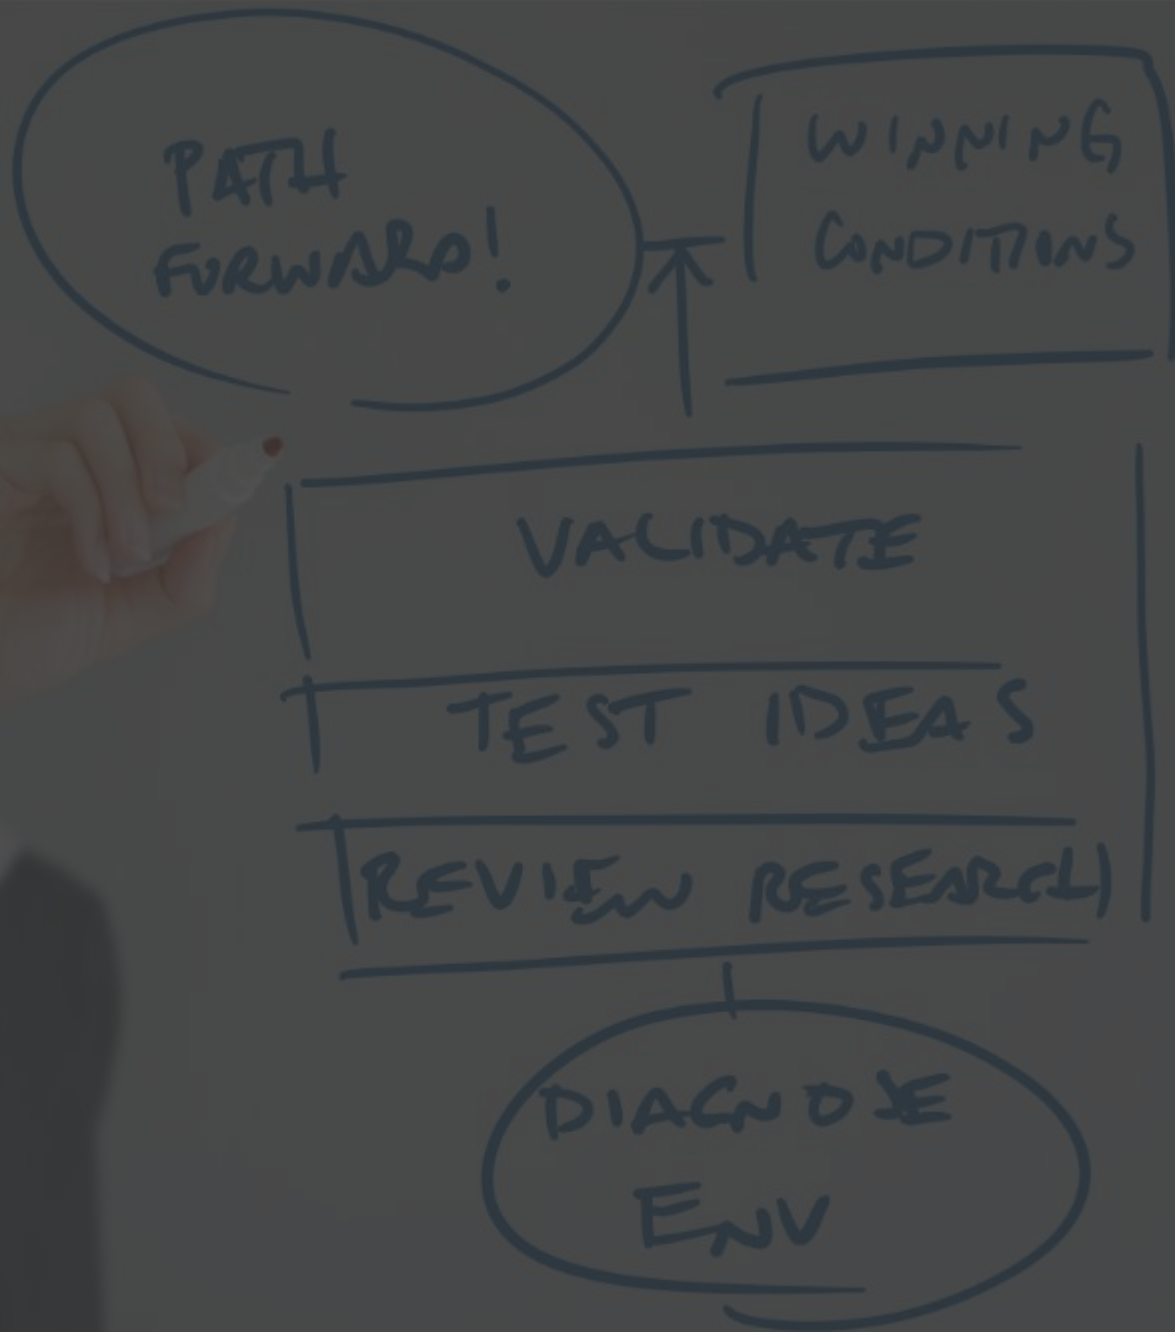 PATH
FORWARD!
WINNING
CONDITIONS
VALIDATE
TEST IDEAS
REVIEW RESEARCH
DIAGNOSE
ENV